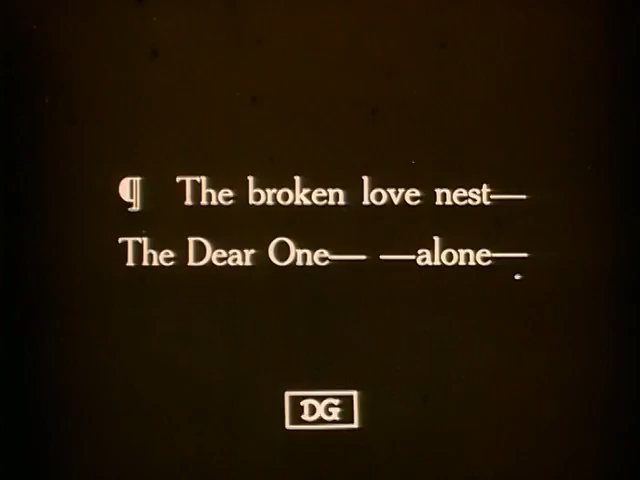 ¶ The broken love nest—
The Dear One— —alone—
DG